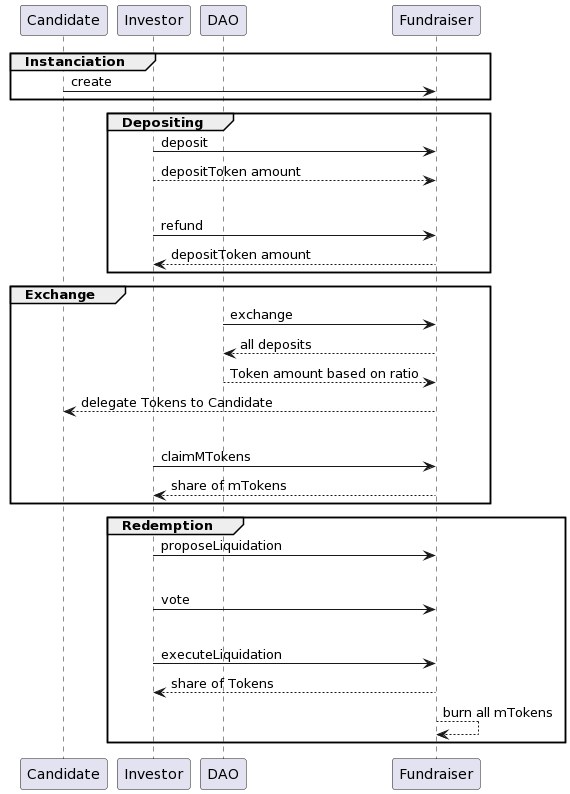 Candidate Investor DAO Fundraiser
Instanciation
create
Depositing
deposit
depositToken amount
refund
depositToken amount
Exchange
exchange
all deposits
Token amount based on ratio
delegate Tokens to Candidate
claimMTokens
share of mTokens
Redemption
proposeLiquidation
vote
executeLiquidation
share of Tokens
burn all mTokens
Candidate Investor DAO Fundraiser